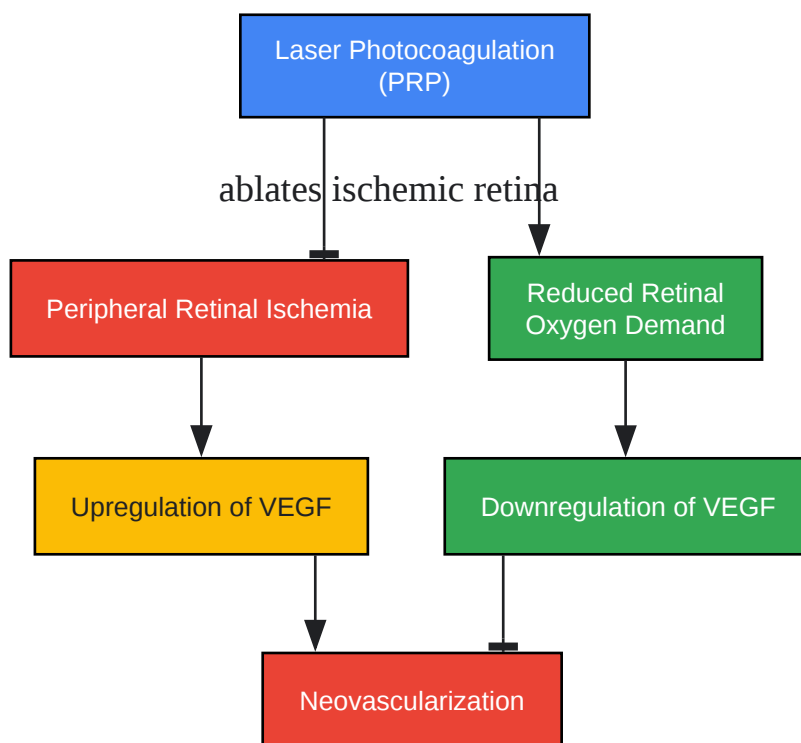 Laser Photocoagulation
(PRP)
ablates ischemic retina
Peripheral Retinal Ischemia
Reduced Retinal
Oxygen Demand
Upregulation of VEGF
Downregulation of VEGF
Neovascularization